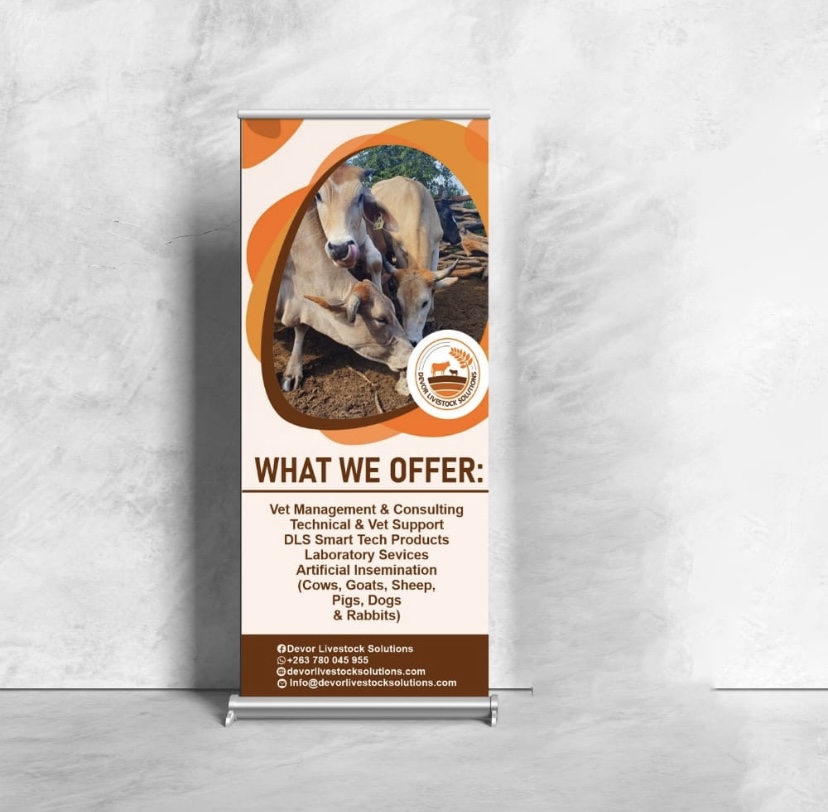 DEVOR LIVESTOCK SOLUTIONS
WHAT WE OFFER:
Vet Management & Consulting
Technical & Vet Support
DLS Smart Tech Products
Laboratory Sevices
Artificial Insemination
(Cows, Goats, Sheep,
Pigs, Dogs
& Rabbits)
Devor Livestock Solutions
+263 780 045 955
devorlivestocksolutions.com
Info@devorlivestocksolutions.com